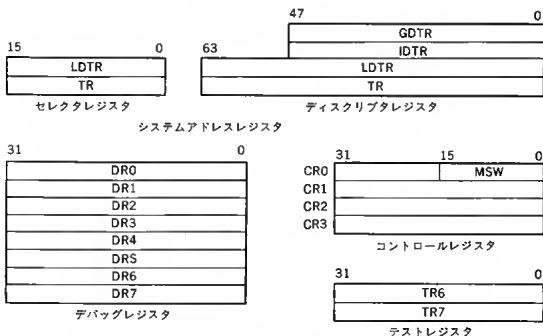 47 0
GDTR
15 0 63 IDTR
LDTR LDTR
TR TR
セレクタレジスタ ディスクリプタレジスタ
システムアドレスレジスタ
31 0 31 15 0
DR0 CR0 MSW
DR1 CR1
DR2 CR2
DR3 CR3
DR4 コントロールレジスタ
DR5
DR6 31 0
DR7 TR6
デバッグレジスタ TR7
テストレジスタ